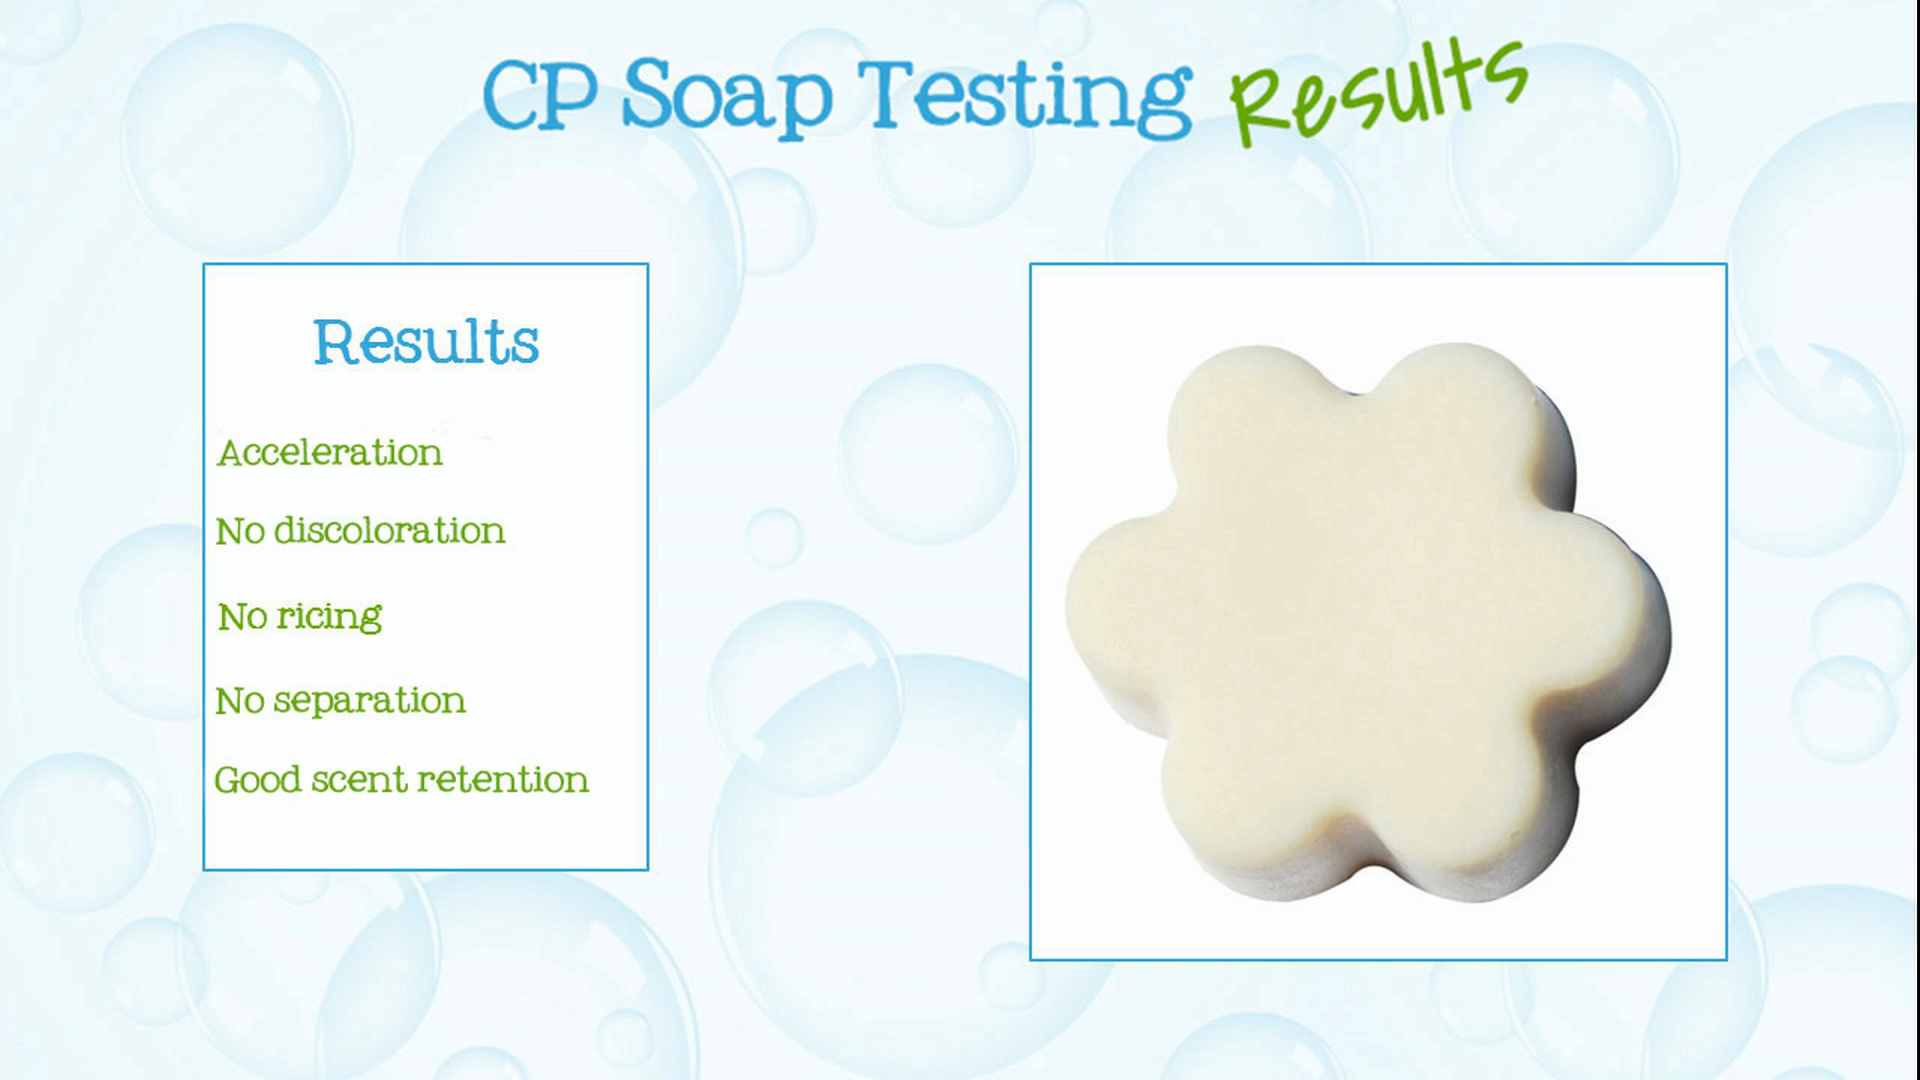 CP Soap Testing Results
Results
Acceleration
No discoloration
No ricing
No separation
Good scent retention